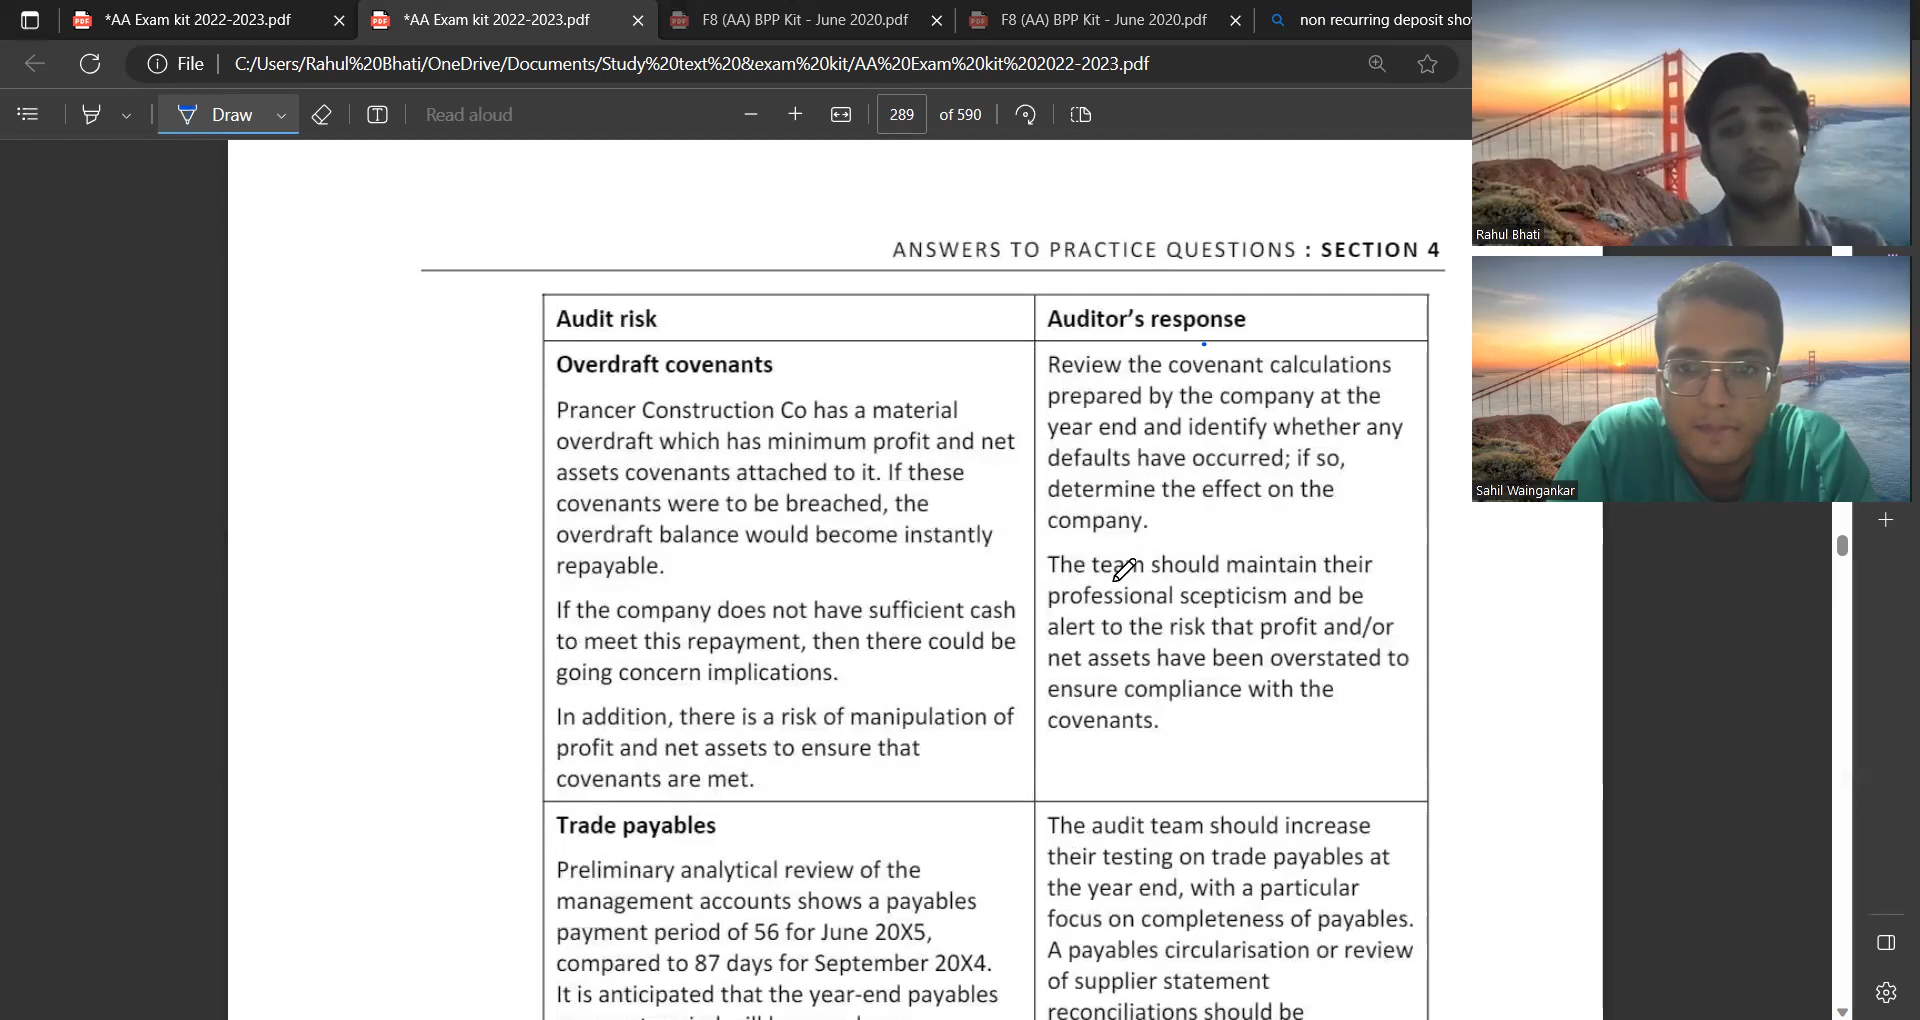 *AA Exam kit 2022-2023.pdf
*AA Exam kit 2022-2023.pdf
F8 (AA) BPP Kit - June 2020.pdf
F8 (AA) BPP Kit - June 2020.pdf
non recurring deposit sho
File
C:/Users/Rahul%20Bhati/OneDrive/Documents/Study%20text%20&exam%20kit/AA%20Exam%20kit%202022-2023.pdf
Draw
Read aloud
289
of 590
Rahul Bhati
Sahil Waingankar
ANSWERS TO PRACTICE QUESTIONS : SECTION 4
Audit risk
Overdraft covenants
Prancer Construction Co has a material
overdraft which has minimum profit and net
assets covenants attached to it. If these
covenants were to be breached, the
overdraft balance would become instantly
repayable.
If the company does not have sufficient cash
to meet this repayment, then there could be
going concern implications.
In addition, there is a risk of manipulation of
profit and net assets to ensure that
covenants are met.
Auditor's response
Review the covenant calculations
prepared by the company at the
year end and identify whether any
defaults have occurred; if so,
determine the effect on the
company.
The team should maintain their
professional scepticism and be
alert to the risk that profit and/or
net assets have been overstated to
ensure compliance with the
covenants.
Trade payables
Preliminary analytical review of the
management accounts shows a payables
payment period of 56 for June 20X5,
compared to 87 days for September 20X4.
It is anticipated that the year-end payables
The audit team should increase
their testing on trade payables at
the year end, with a particular
focus on completeness of payables.
A payables circularisation or review
of supplier statement
reconciliations should be